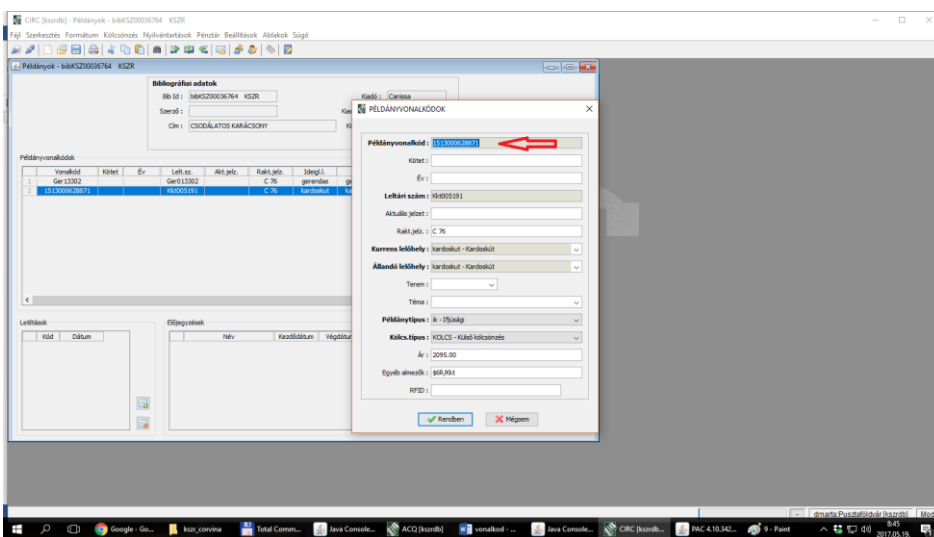 CIRC [kszrdb] - Példányok - bibKSZ00036764 KSZR
Fájl Szerkesztés Formátum Kölcsönzés Nyilvántartások Pénztár Beállítások Ablakok Súgó
Példányok - bibKSZ00036764 KSZR
Bibliográfiai adatok
Bib Id : bibKSZ00036764 KSZR
Kiadó : Carissa
Szerző :
Cím : CSODÁLATOS KARÁCSONY
Példányvonalkódok
Vonalkód Kötet Év Lelt.sz. Akt.jelz. Rakt.jelz. Ideigl.l.
1 Ger13302 Ger013302 C 76 gerendas
2 1513000628871 Kkt005191 C 76 kardoskut
Letiltások
Kód Dátum
Előjegyzések
Név Kezdődátum Végdátum
PÉLDÁNYVONALKÓDOK
Példányvonalkód : 1513000628871
Kötet :
Év :
Leltári szám : Kkt005191
Aktuális jelzet :
Rakt.jelz. : C 76
Kurrens lelőhely : kardoskut - Kardoskút
Állandó lelőhely : kardoskut - Kardoskút
Terem :
Téma :
Példánytípus : ik - Ifjúsági
Kölcs.típus : KOLCS - Külső kölcsönzés
Ár : 2095.00
Egyéb almezők : $6R,Kkt
RFID :
Rendben Mégsem
dmarta:Pusztaföldvár [kszrdb] Mod
Google - Go... kszr_corvina Total Comm... Java Console... ACQ [kszrdb] vonalkod - ... Java Console... CIRC [kszrdb... PAC 4.10.342... 9 - Paint
8:45
2017.05.19.